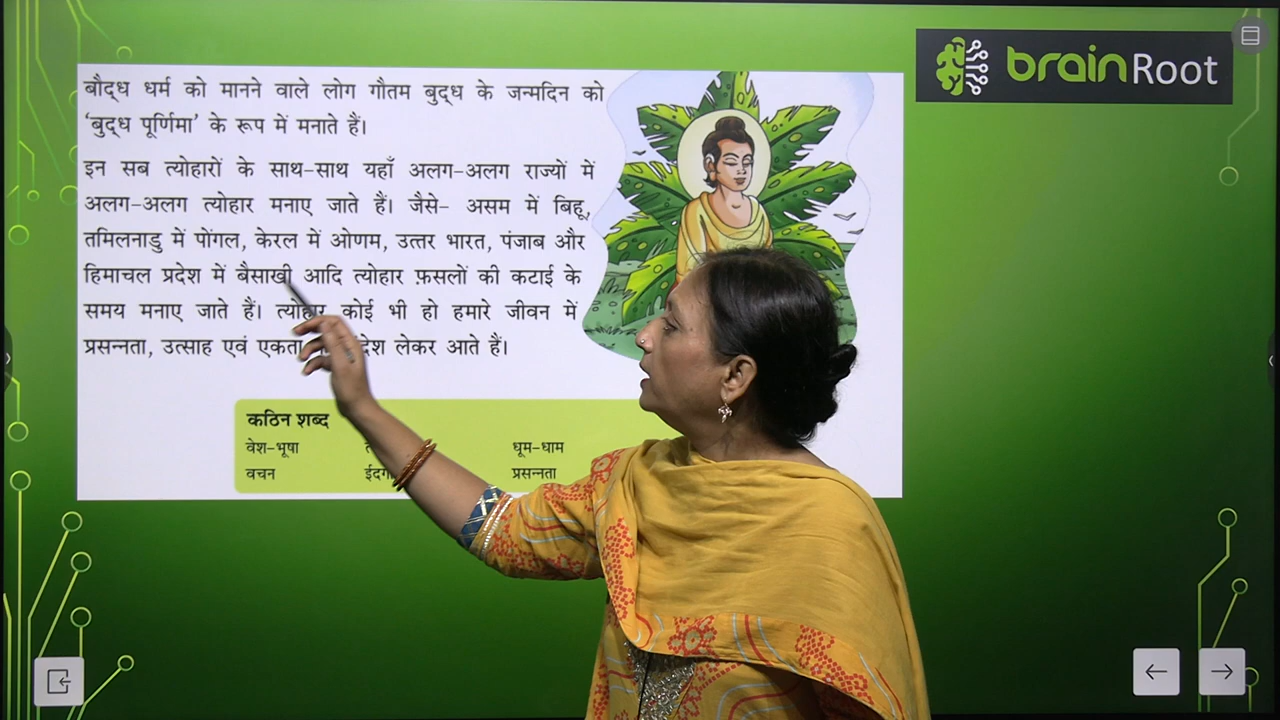 brainRoot
बौद्ध धर्म को मानने वाले लोग गौतम बुद्ध के जन्मदिन को
‘बुद्ध पूर्णिमा’ के रूप में मनाते हैं।
इन सब त्योहारों के साथ-साथ यहाँ अलग-अलग राज्यों में
अलग-अलग त्योहार मनाए जाते हैं। जैसे- असम में बिहू,
तमिलनाडु में पोंगल, केरल में ओणम, उत्तर भारत, पंजाब और
हिमाचल प्रदेश में बैसाखी आदि त्योहार फ़सलों की कटाई के
समय मनाए जाते हैं। त्योहार कोई भी हो हमारे जीवन में
प्रसन्नता, उत्साह एवं एकता लेकर आते हैं।
कठिन शब्द
वेश-भूषा धूम-धाम
वचन प्रसन्नता